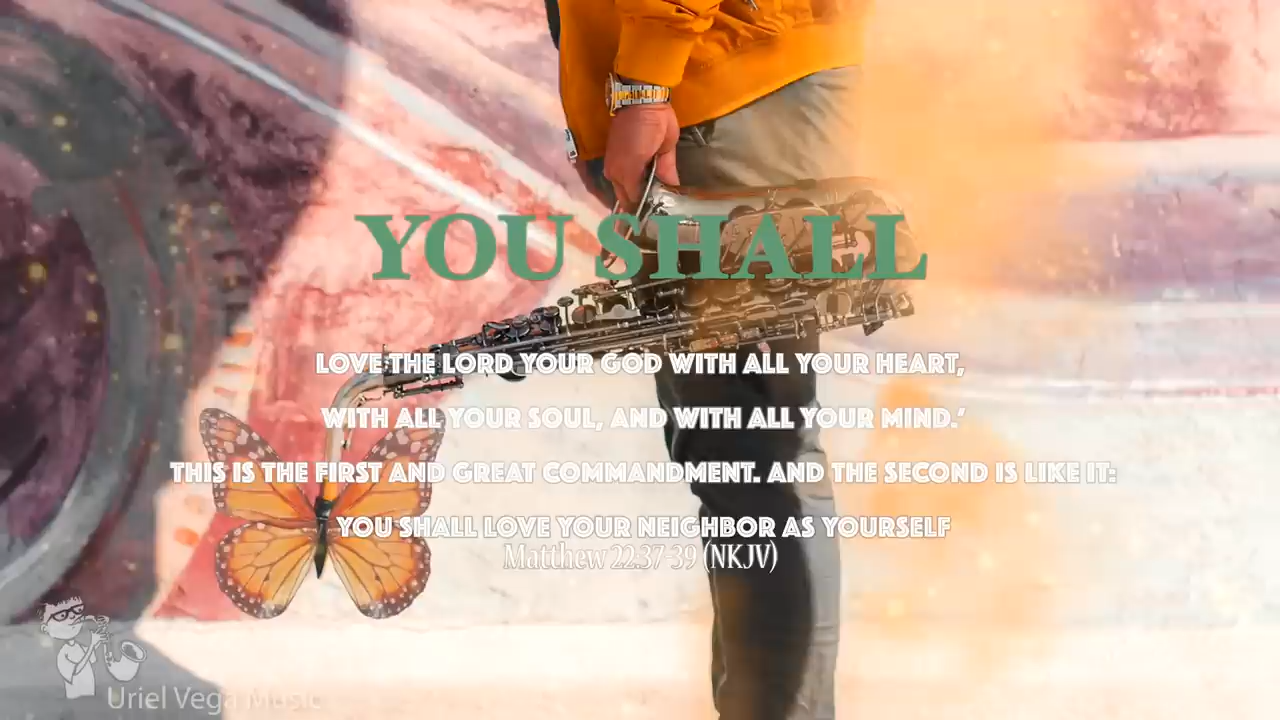 YOU SHALL
LOVE THE LORD YOUR GOD WITH ALL YOUR HEART,
WITH ALL YOUR SOUL, AND WITH ALL YOUR MIND.’
THIS IS THE FIRST AND GREAT COMMANDMENT. AND THE SECOND IS LIKE IT:
YOU SHALL LOVE YOUR NEIGHBOR AS YOURSELF
Matthew 22:37-39 (NKJV)
Uriel Vega Music